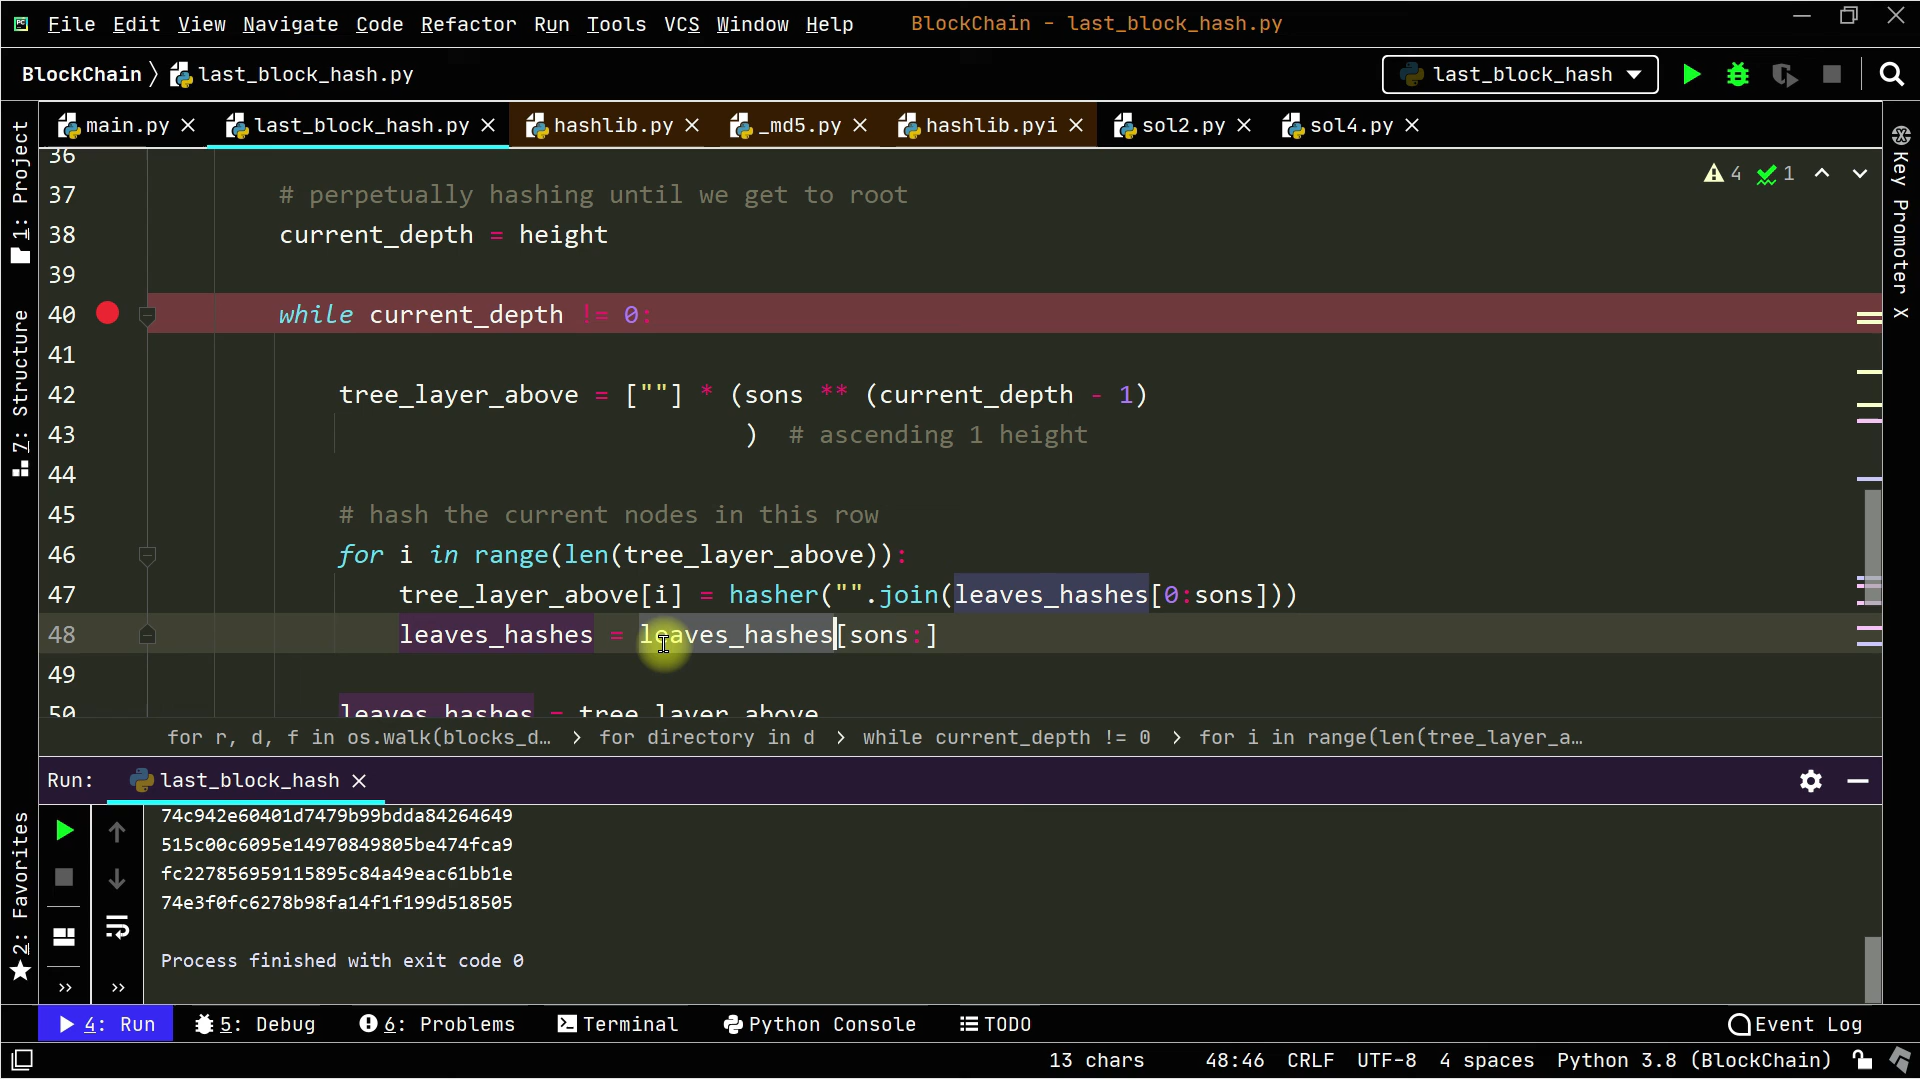 File Edit View Navigate Code Refactor Run Tools VCS Window Help BlockChain - last_block_hash.py
BlockChain last_block_hash.py last_block_hash
main.py last_block_hash.py hashlib.py _md5.py hashlib.pyi sol2.py sol4.py
1: Project
7: Structure
2: Favorites
Key Promoter X
4 1
36
37 # perpetually hashing until we get to root
38 current_depth = height
39
40 while current_depth != 0:
41
42 tree_layer_above = [""] * (sons ** (current_depth - 1)
43 ) # ascending 1 height
44
45 # hash the current nodes in this row
46 for i in range(len(tree_layer_above)):
47 tree_layer_above[i] = hasher("".join(leaves_hashes[0:sons]))
48 leaves_hashes = leaves_hashes[sons:]
49
50 leaves_hashes = tree_layer_above
for r, d, f in os.walk(blocks_d… › for directory in d › while current_depth != 0 › for i in range(len(tree_layer_a…
Run: last_block_hash
74c942e60401d7479b99bdda84264649
515c00c6095e14970849805be474fca9
fc227856959115895c84a49eac61bb1e
74e3f0fc6278b98fa14f1f199d518505
Process finished with exit code 0
4: Run 5: Debug 6: Problems Terminal Python Console TODO Event Log
13 chars 48:46 CRLF UTF-8 4 spaces Python 3.8 (BlockChain)